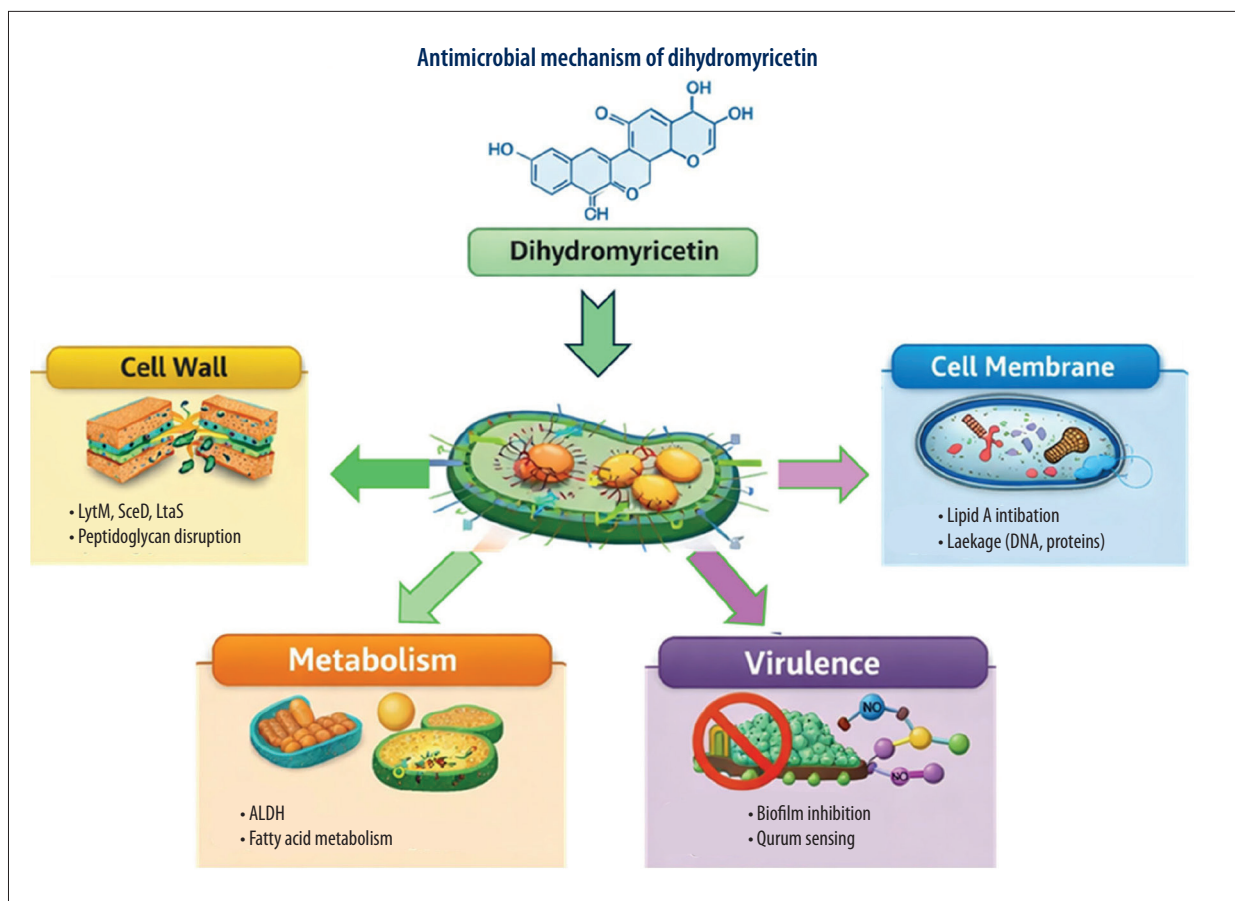 Antimicrobial mechanism of dihydromyricetin
OH
O
OH
HO
O
O
CH
Dihydromyricetin
Cell Wall
• LytM, SceD, LtaS
• Peptidoglycan disruption
Cell Membrane
• Lipid A intibation
• Laekage (DNA, proteins)
Metabolism
• ALDH
• Fatty acid metabolism
Virulence
NO
NO
• Biofilm inhibition
• Qurum sensing